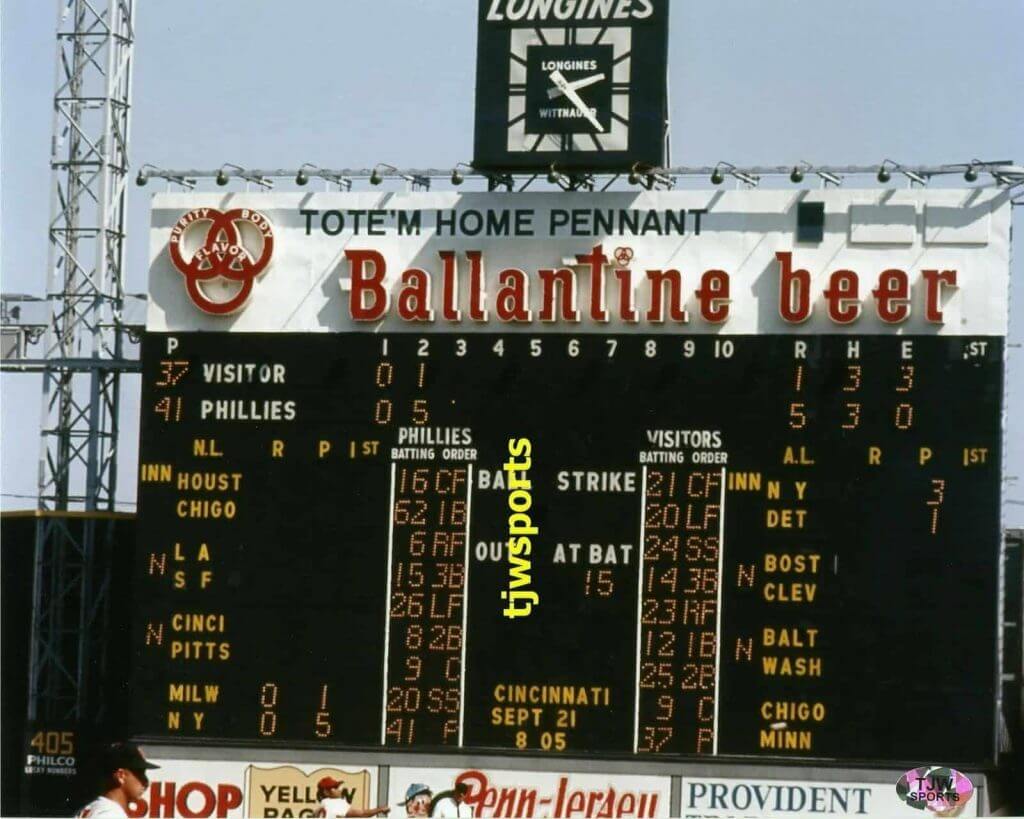 LONGINES
LONGINES
WITTNAUER
PURITY BODY
FLAVOR
TOTE'M HOME PENNANT
Ballantine beer
P 1 2 3 4 5 6 7 8 9 10 R H E 1ST
37 VISITOR 0 1 1 3 3
41 PHILLIES 0 5 5 3 0
N.L. R P 1ST
PHILLIES
BATTING ORDER
VISITORS
BATTING ORDER
A.L. R P 1ST
INN HOUST 16 CF BALL STRIKE 21 CF INN N Y 3
CHIGO 62 1B 20 LF DET 1
6 RF OUT AT BAT 24 SS
N L A 15 3B 15 14 3B N BOST
S F 26 LF 23 RF CLEV
N CINCI 8 2B 12 1B N BALT
PITTS 9 C 25 2B WASH
MILW 0 1 20 SS CINCINNATI 9 C CHIGO
N Y 0 5 41 P SEPT 21 37 P MINN
8 05
tjwsports
405
PHILCO
SHOP
YELLOW
PAGES
Penn-Jersey
PROVIDENT
TJW
SPORTS